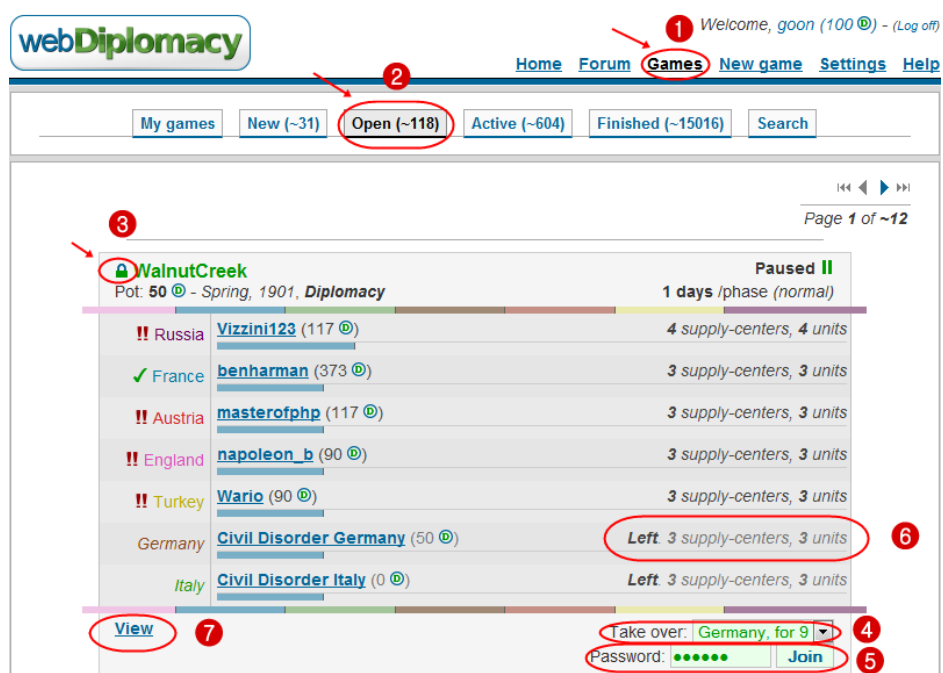 webDiplomacy
Welcome, goon (100 D) - (Log off)
1
Home Forum Games New game Settings Help
2
My games New (~31) Open (~118) Active (~604) Finished (~15016) Search
Page 1 of ~12
3
WalnutCreek Paused
Pot: 50 D - Spring, 1901, Diplomacy 1 days /phase (normal)
!! Russia Vizzini123 (117 D) 4 supply-centers, 4 units
✓ France benharman (373 D) 3 supply-centers, 3 units
!! Austria masterofphp (117 D) 3 supply-centers, 3 units
!! England napoleon_b (90 D) 3 supply-centers, 3 units
!! Turkey Wario (90 D) 3 supply-centers, 3 units
Germany Civil Disorder Germany (50 D) Left. 3 supply-centers, 3 units 6
Italy Civil Disorder Italy (0 D) Left. 3 supply-centers, 3 units
View 7 Take over: Germany, for 9 4
Password: ●●●●●● Join 5